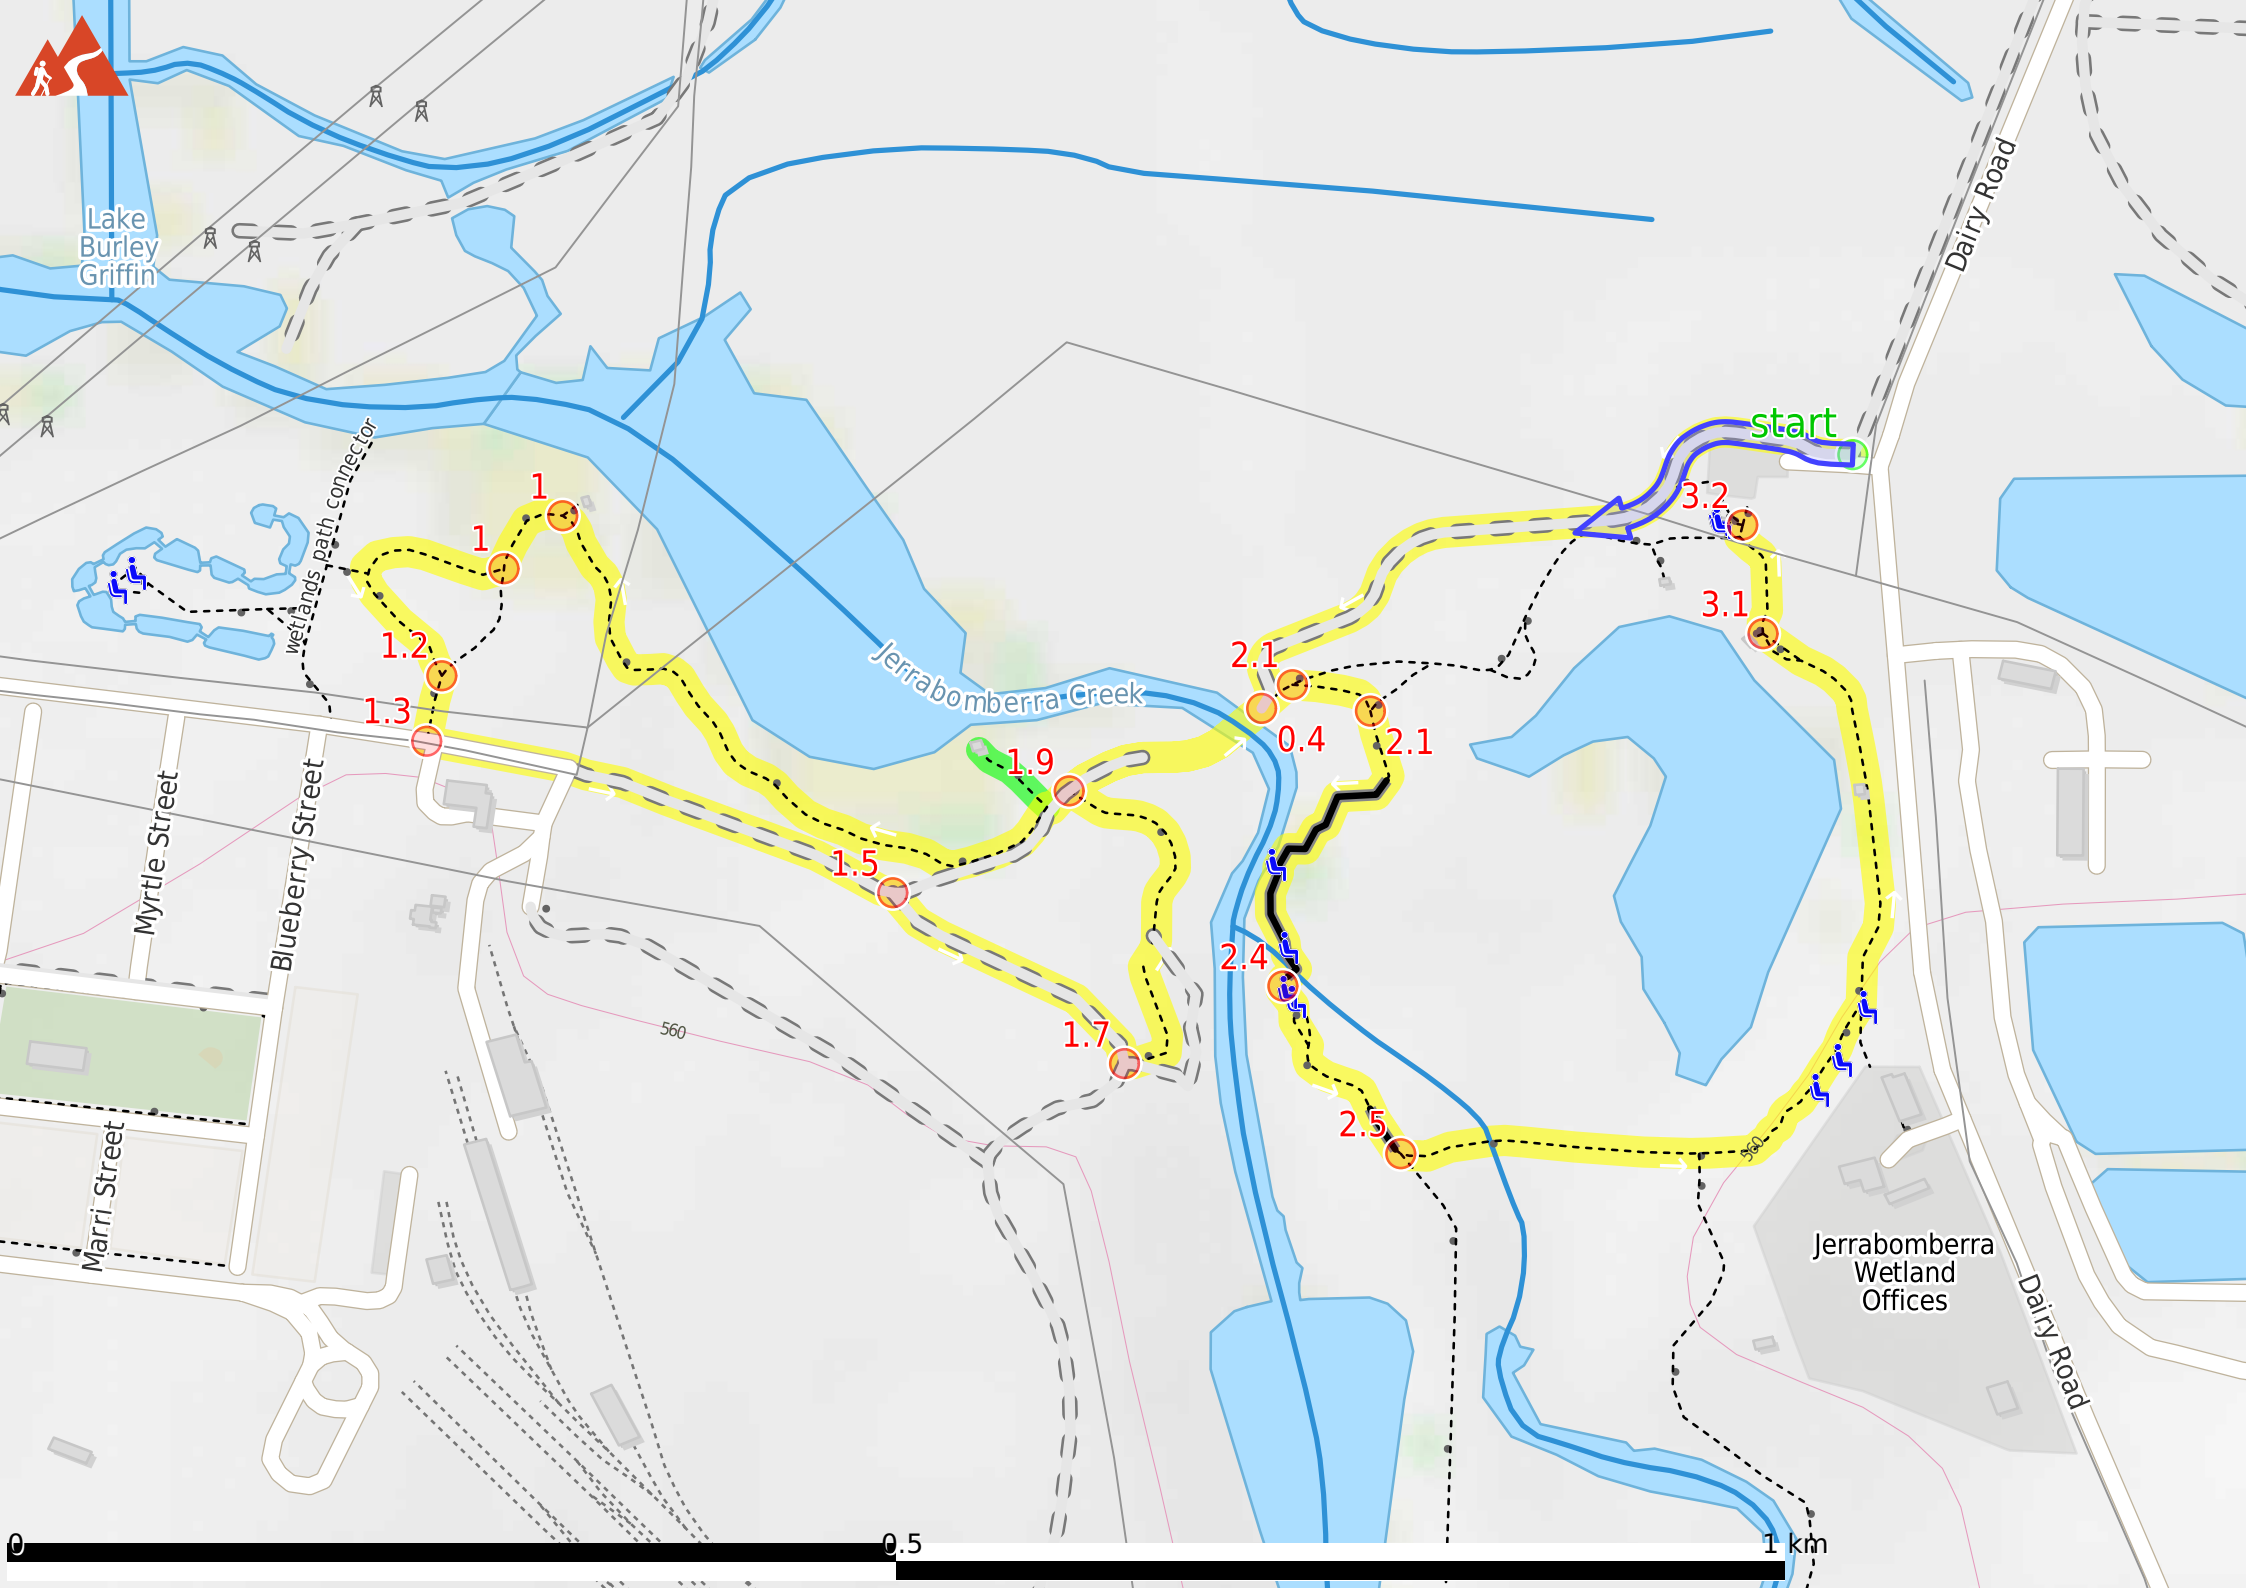 Lake
Burley
Griffin
Dairy Road
start
wetlands path connector
1
1
3.2
3.1
1.2
1.3
2.1
Jerrabomberra Creek
0.4
2.1
1.9
Myrtle Street
Blueberry Street
1.5
2.4
560
1.7
2.5
560
Marri Street
Jerrabomberra
Wetland
Offices
Dairy Road
0
0.5
1 km